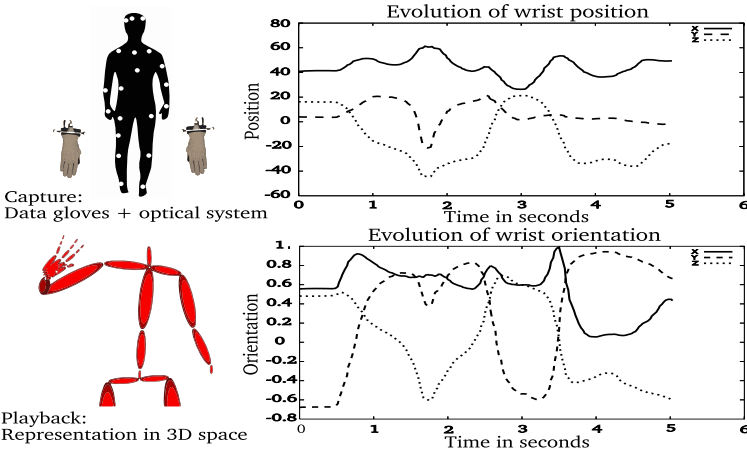 Capture:
Data gloves + optical system
Playback:
Representation in 3D space
Evolution of wrist position
x
Y
z
Position
80
60
40
20
0
-20
-40
-60
0 1 2 3 4 5 6
Time in seconds
Evolution of wrist orientation
x
Y
z
Orientation
1.
0.8
0.6
0.4
0.2
0
-0.2
-0.4
-0.6
-0.8
0 1 2 3 4 5 6
Time in seconds